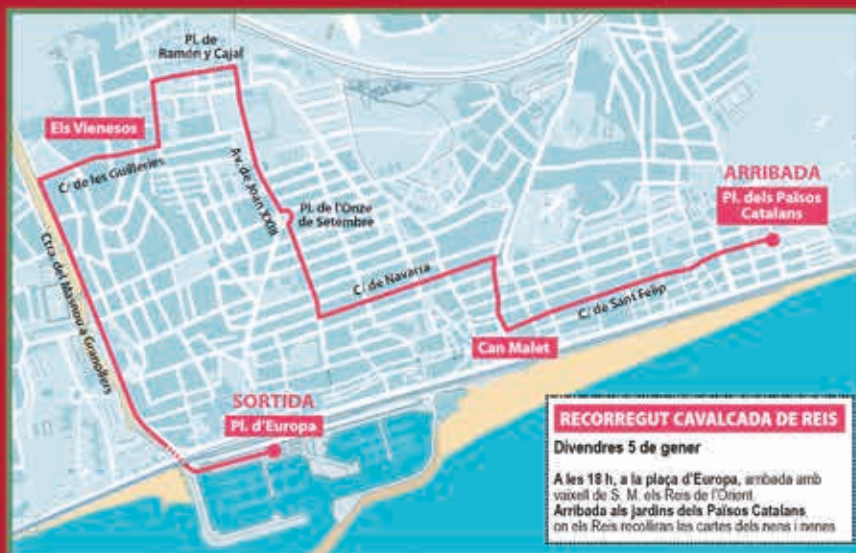 Pl. de
Ramón y Cajal
Els Vienesos
C/ de les Guilleries
Av. de Joan XXIII
Pl. de l'Onze
de Setembre
ARRIBADA
Pl. dels Països
Catalans
Ctra. del Masnou a Granollers
C/ de Navarra
C/ de Sant Felip
Can Malet
SORTIDA
Pl. d'Europa
RECORREGUT CAVALCADA DE REIS
Divendres 5 de gener
A les 18 h, a la plaça d'Europa, arribada amb
vaixell de S. M. els Reis de l'Orient.
Arribada als jardins dels Països Catalans
on els Reis recolliran les cartes dels nens i nenes